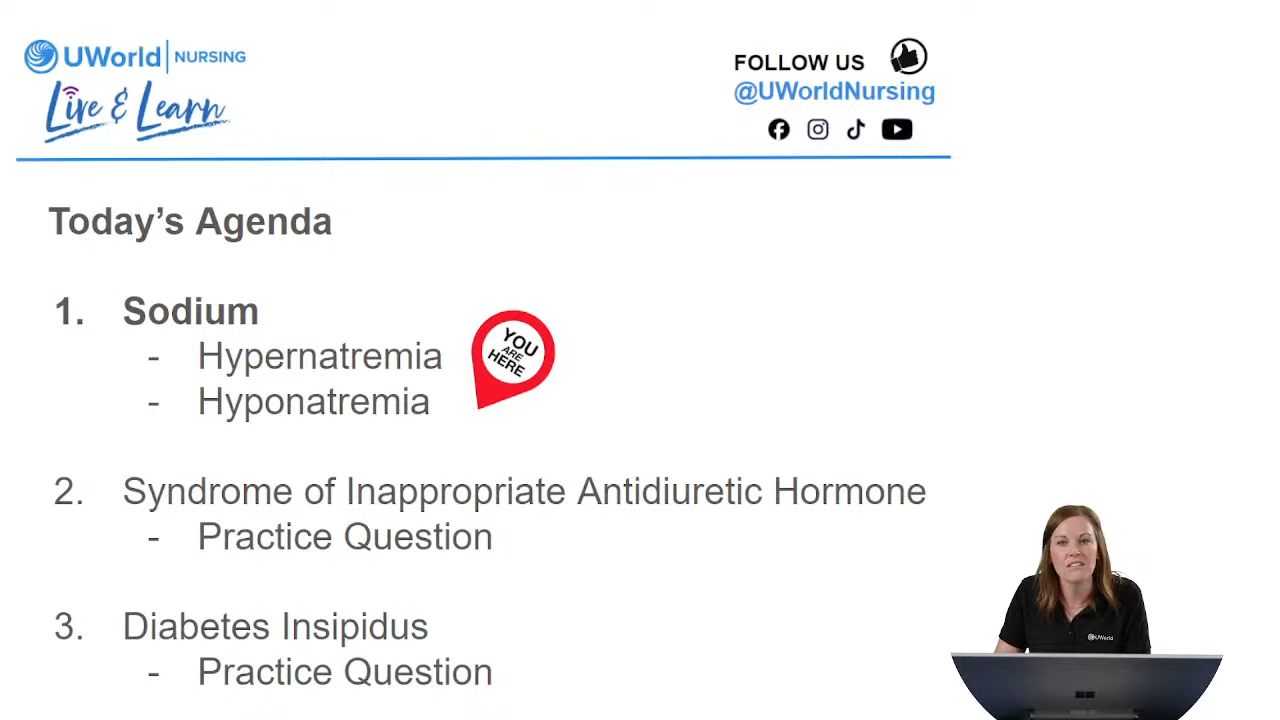 UWorld | NURSING
Live & Learn
FOLLOW US
@UWorldNursing
Today’s Agenda
1. Sodium
- Hypernatremia
- Hyponatremia
YOU
ARE
HERE
2. Syndrome of Inappropriate Antidiuretic Hormone
- Practice Question
3. Diabetes Insipidus
- Practice Question
UWorld